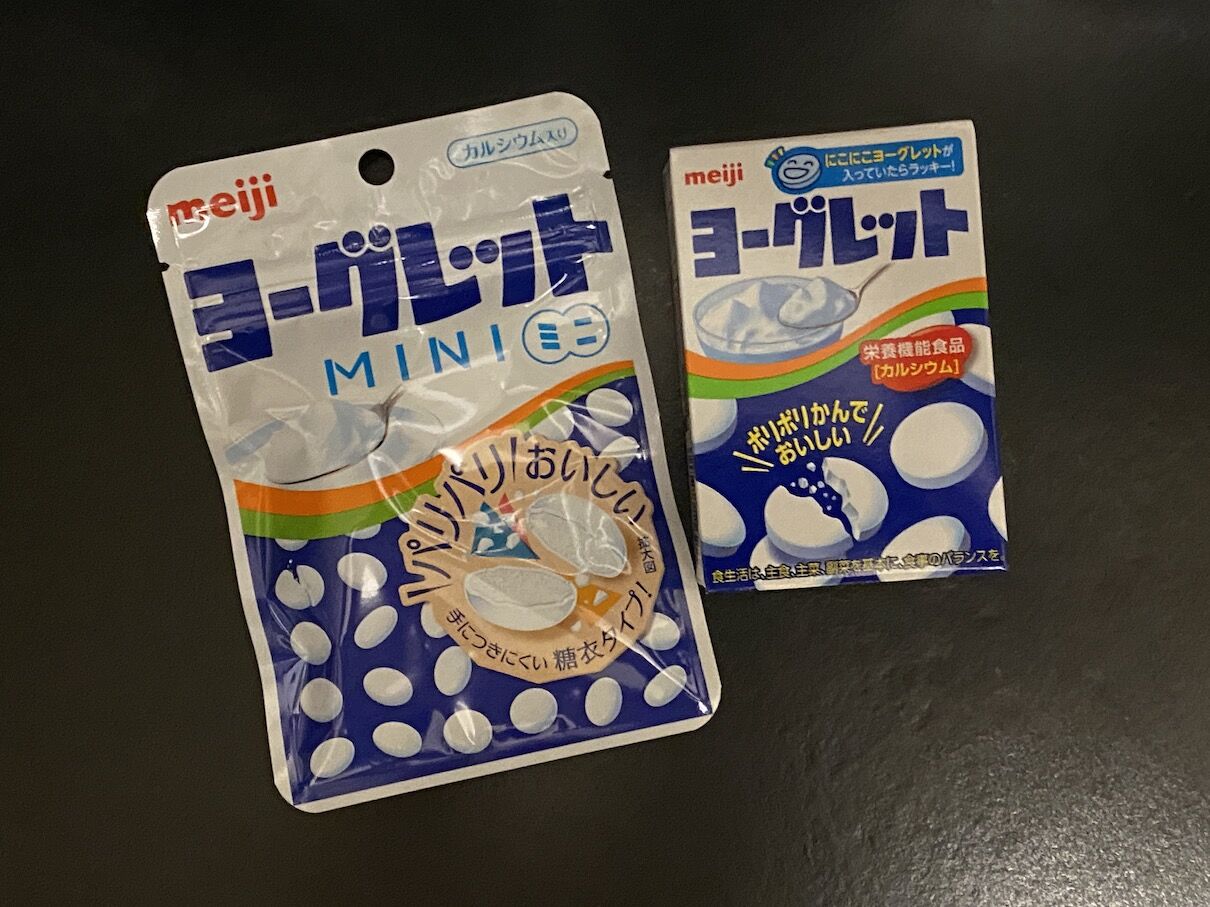 カルシウム入り
meiji
ヨーグレット
MINI ミニ
パリパリ!おいしい
拡大図
手につきにくい 糖衣タイプ!
meiji
にこにこヨーグレットが
入っていたらラッキー!
ヨーグレット
栄養機能食品
[カルシウム]
ポリポリかんで
おいしい
食生活は、主食、主菜、副菜を基本に、食事のバランスを